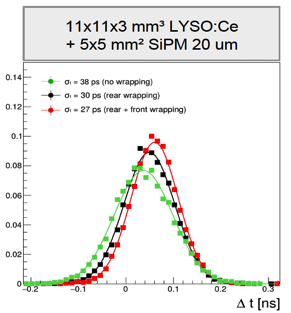 11x11x3 mm³ LYSO:Ce
+ 5x5 mm² SiPM 20 um
0.14
σₜ = 38 ps (no wrapping)
0.12
σₜ = 30 ps (rear wrapping)
σₜ = 27 ps (rear + front wrapping)
0.1
0.08
0.06
0.04
0.02
0
−0.2 −0.1 0 0.1 0.2 0.3
Δ t [ns]